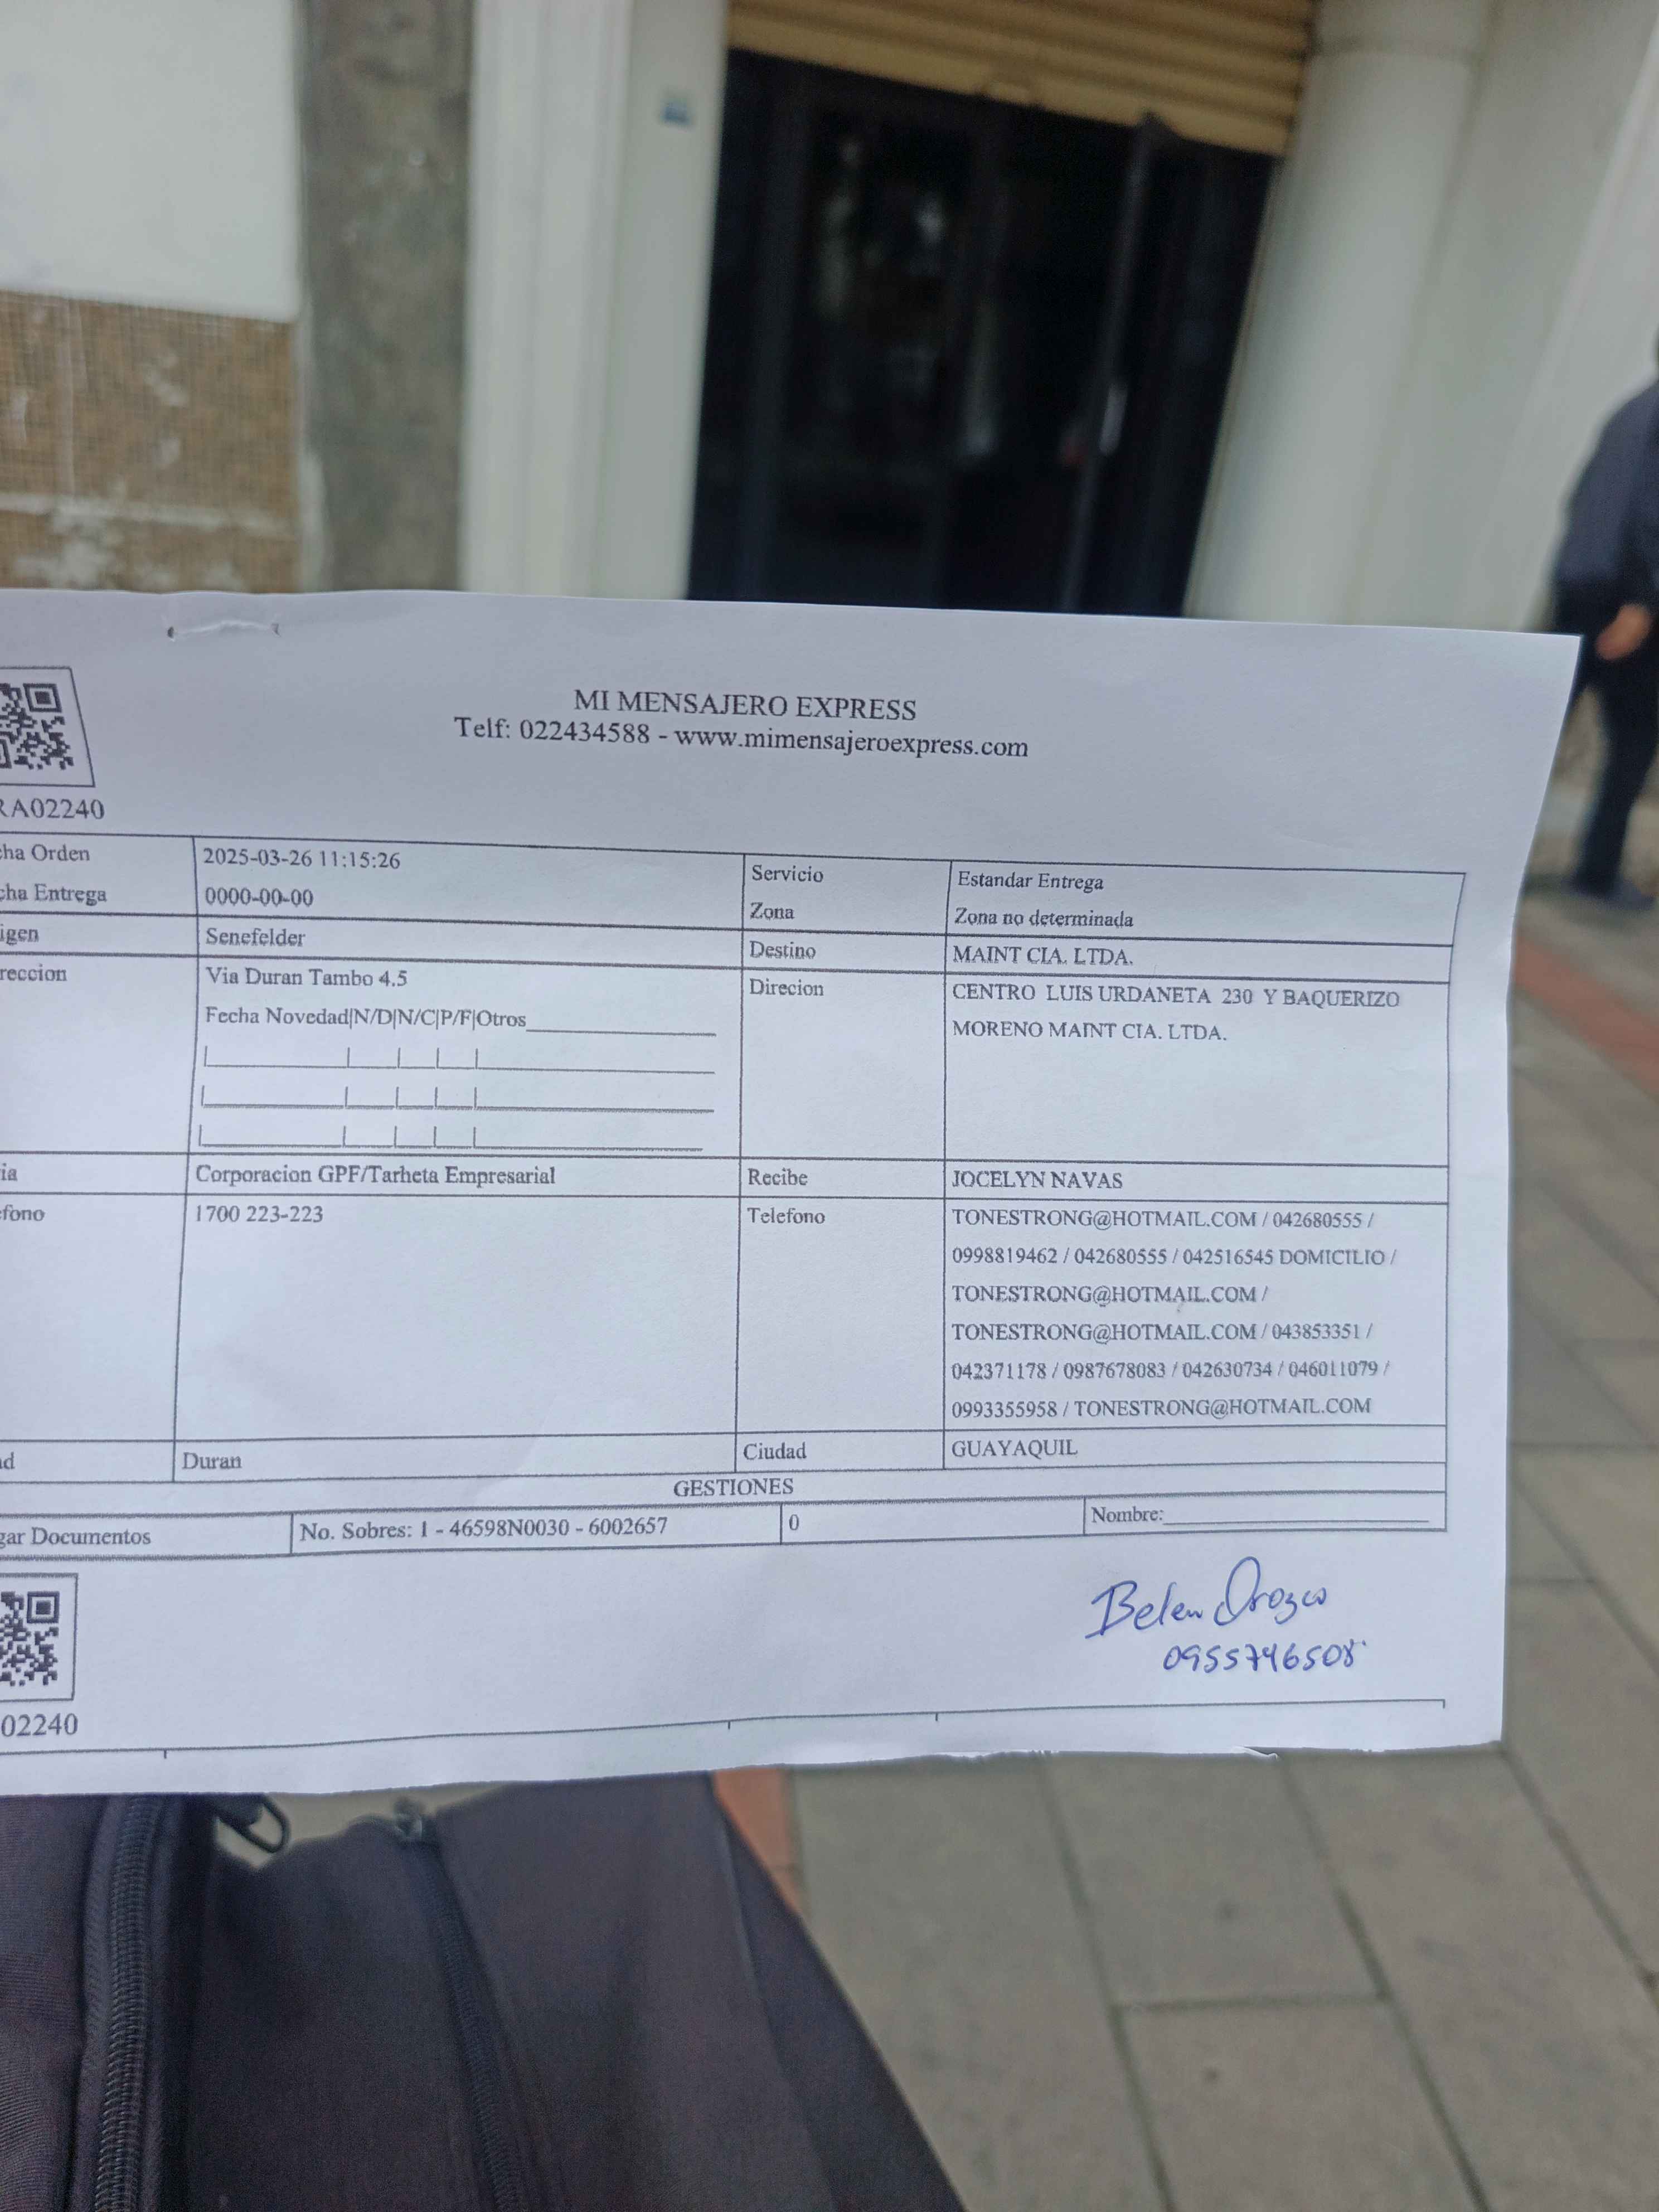 MI MENSAJERO EXPRESS
Telf: 022434588 - www.mimensajeroexpress.com
RA02240
cha Orden 2025-03-26 11:15:26 Servicio Estandar Entrega
cha Entrega 0000-00-00 Zona Zona no determinada
igen Senefelder Destino MAINT CIA. LTDA.
reccion Via Duran Tambo 4.5 Direcion CENTRO LUIS URDANETA 230 Y BAQUERIZO
Fecha Novedad|N/D|N/C|P/F|Otros MORENO MAINT CIA. LTDA.
ia Corporacion GPF/Tarheta Empresarial Recibe JOCELYN NAVAS
fono 1700 223-223 Telefono TONESTRONG@HOTMAIL.COM / 042680555 /
0998819462 / 042680555 / 042516545 DOMICILIO /
TONESTRONG@HOTMAIL.COM /
TONESTRONG@HOTMAIL.COM / 043853351 /
042371178 / 0987678083 / 042630734 / 046011079 /
0993355958 / TONESTRONG@HOTMAIL.COM
ad Duran Ciudad GUAYAQUIL
GESTIONES
gar Documentos No. Sobres: 1 - 46598N0030 - 6002657 0 Nombre:
Belen Orozco
0955746508
02240